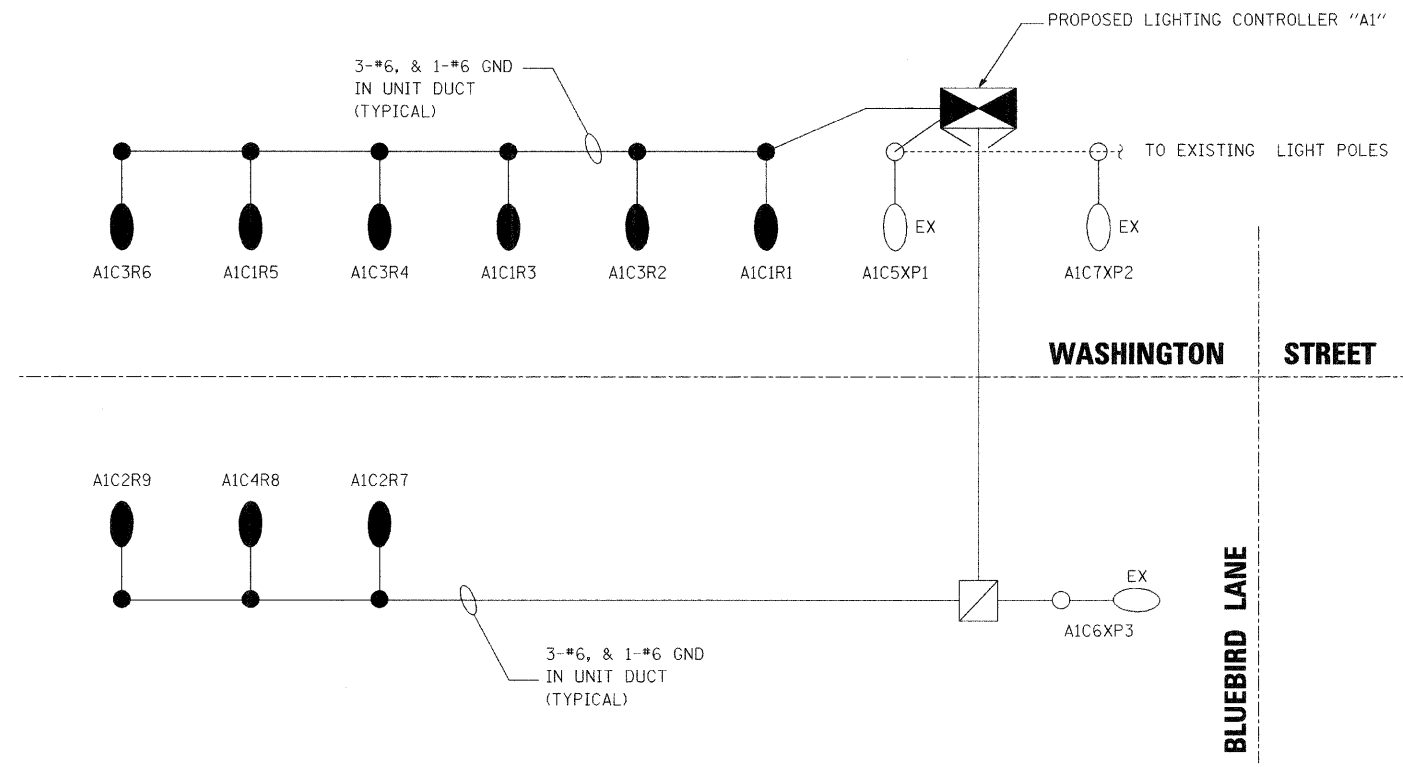 PROPOSED LIGHTING CONTROLLER "A1"
3-#6, & 1-#6 GND
IN UNIT DUCT
(TYPICAL)
TO EXISTING LIGHT POLES
EX
EX
A1C3R6
A1C1R5
A1C3R4
A1C1R3
A1C3R2
A1C1R1
A1C5XP1
A1C7XP2
WASHINGTON STREET
A1C2R9
A1C4R8
A1C2R7
EX
A1C6XP3
BLUEBIRD LANE
3-#6, & 1-#6 GND
IN UNIT DUCT
(TYPICAL)